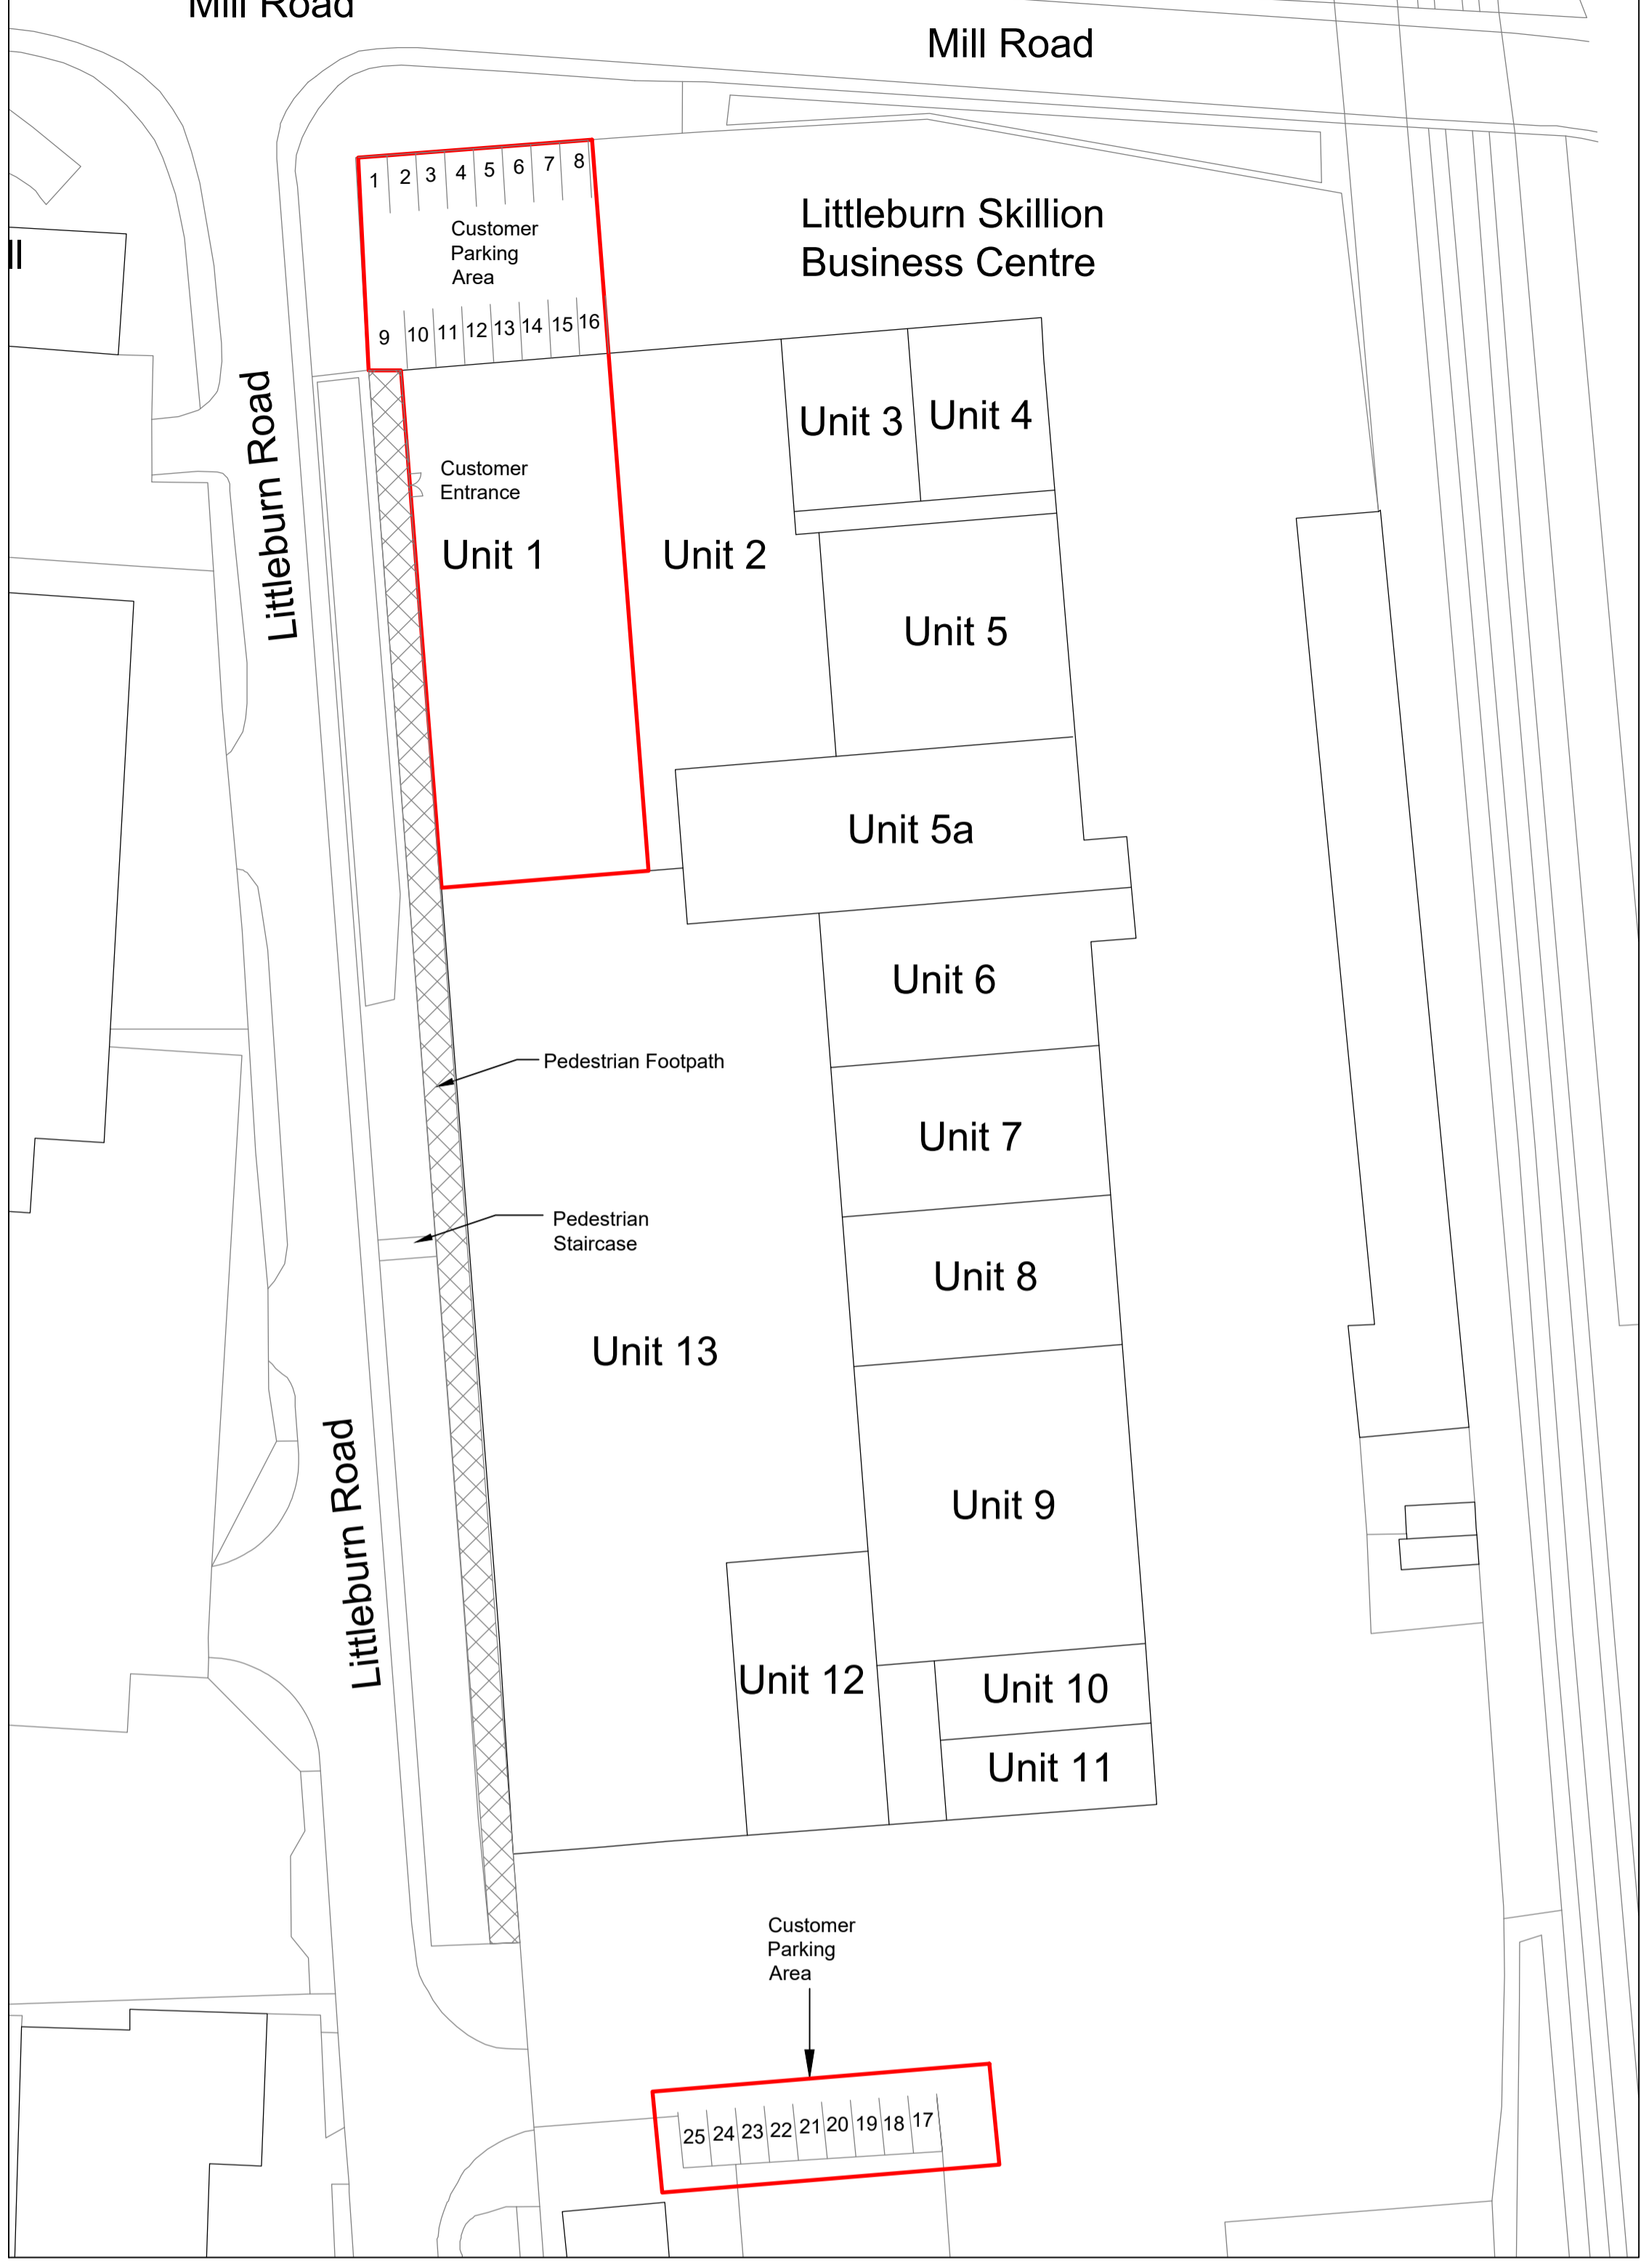 Mill Road
Mill Road
1 2 3 4 5 6 7 8
Customer
Parking
Area
Littleburn Skillion
Business Centre
ll
9 10 11 12 13 14 15 16
Littleburn Road
Unit 3
Unit 4
Customer
Entrance
Unit 1
Unit 2
Unit 5
Unit 5a
Unit 6
Pedestrian Footpath
Unit 7
Pedestrian
Staircase
Unit 8
Unit 13
Littleburn Road
Unit 9
Unit 12
Unit 10
Unit 11
Customer
Parking
Area
25 24 23 22 21 20 19 18 17